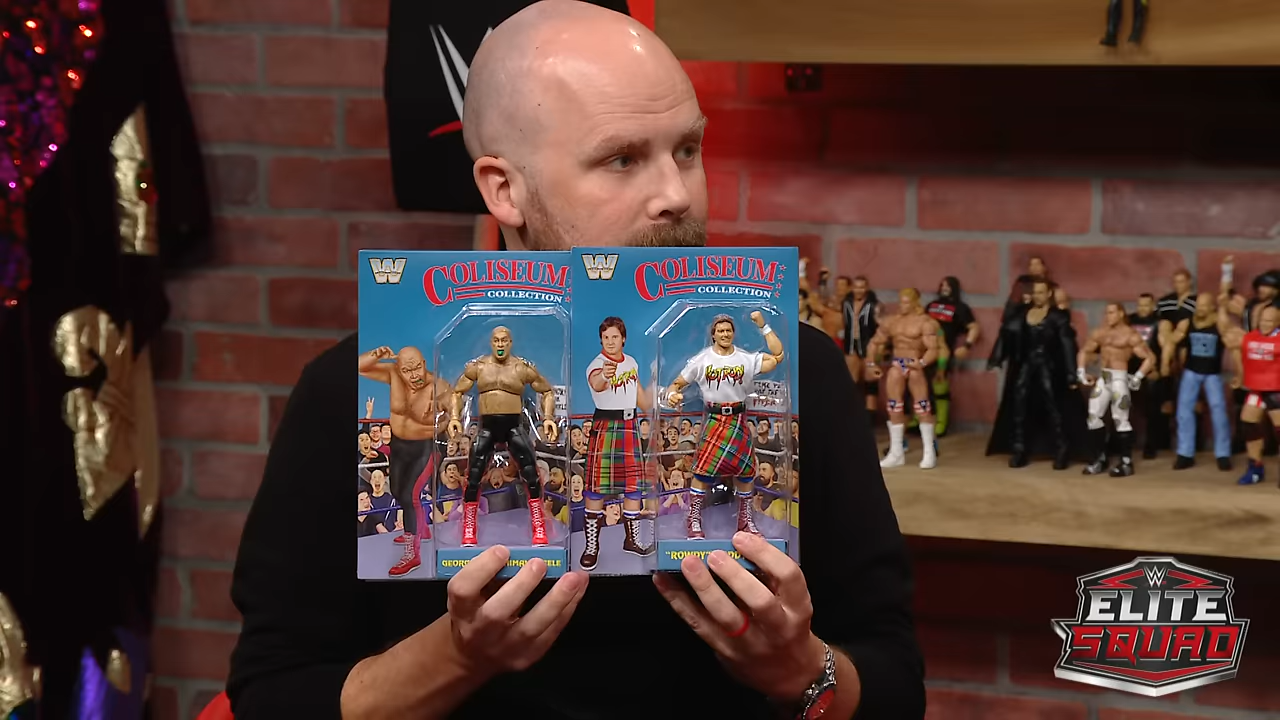 COLISEUM
COLLECTION
COLISEUM
COLLECTION
HOT ROD
HOT ROD
"ROWDY"
ELITE
SQUAD